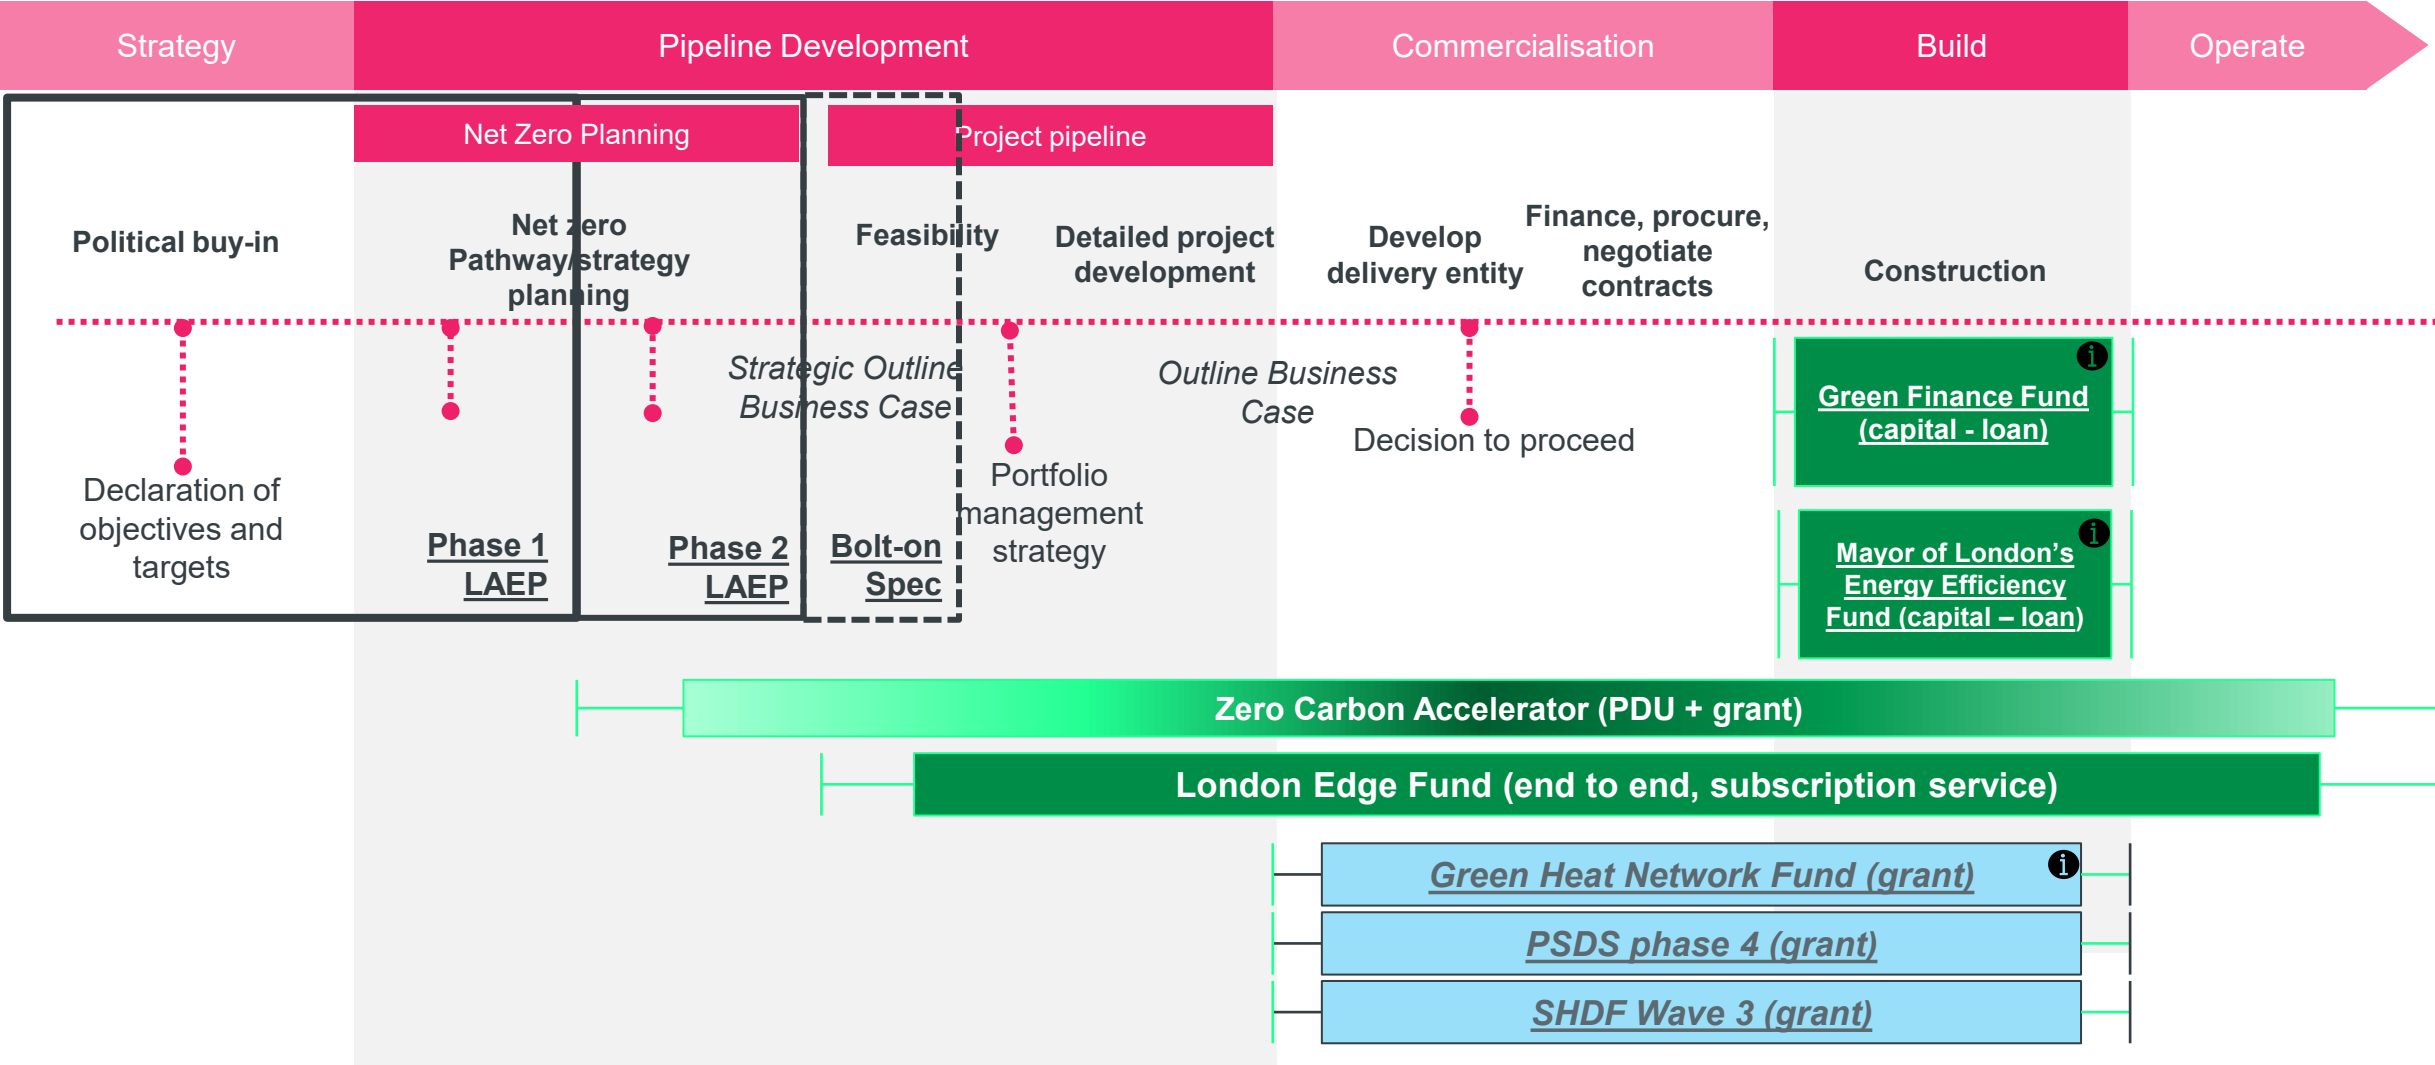 Strategy
Pipeline Development
Commercialisation
Build
Operate
Net Zero Planning
Project pipeline
Political buy-in
Net zero
Pathway/strategy
planning
Feasibility
Detailed project
development
Develop
delivery entity
Finance, procure,
negotiate
contracts
Construction
Strategic Outline
Business Case
Outline Business
Case
Decision to proceed
Declaration of
objectives and
targets
Phase 1
LAEP
Phase 2
LAEP
Bolt-on
Spec
Portfolio
management
strategy
i
Green Finance Fund
(capital - loan)
i
Mayor of London’s
Energy Efficiency
Fund (capital – loan)
Zero Carbon Accelerator (PDU + grant)
London Edge Fund (end to end, subscription service)
Green Heat Network Fund (grant)
i
PSDS phase 4 (grant)
SHDF Wave 3 (grant)